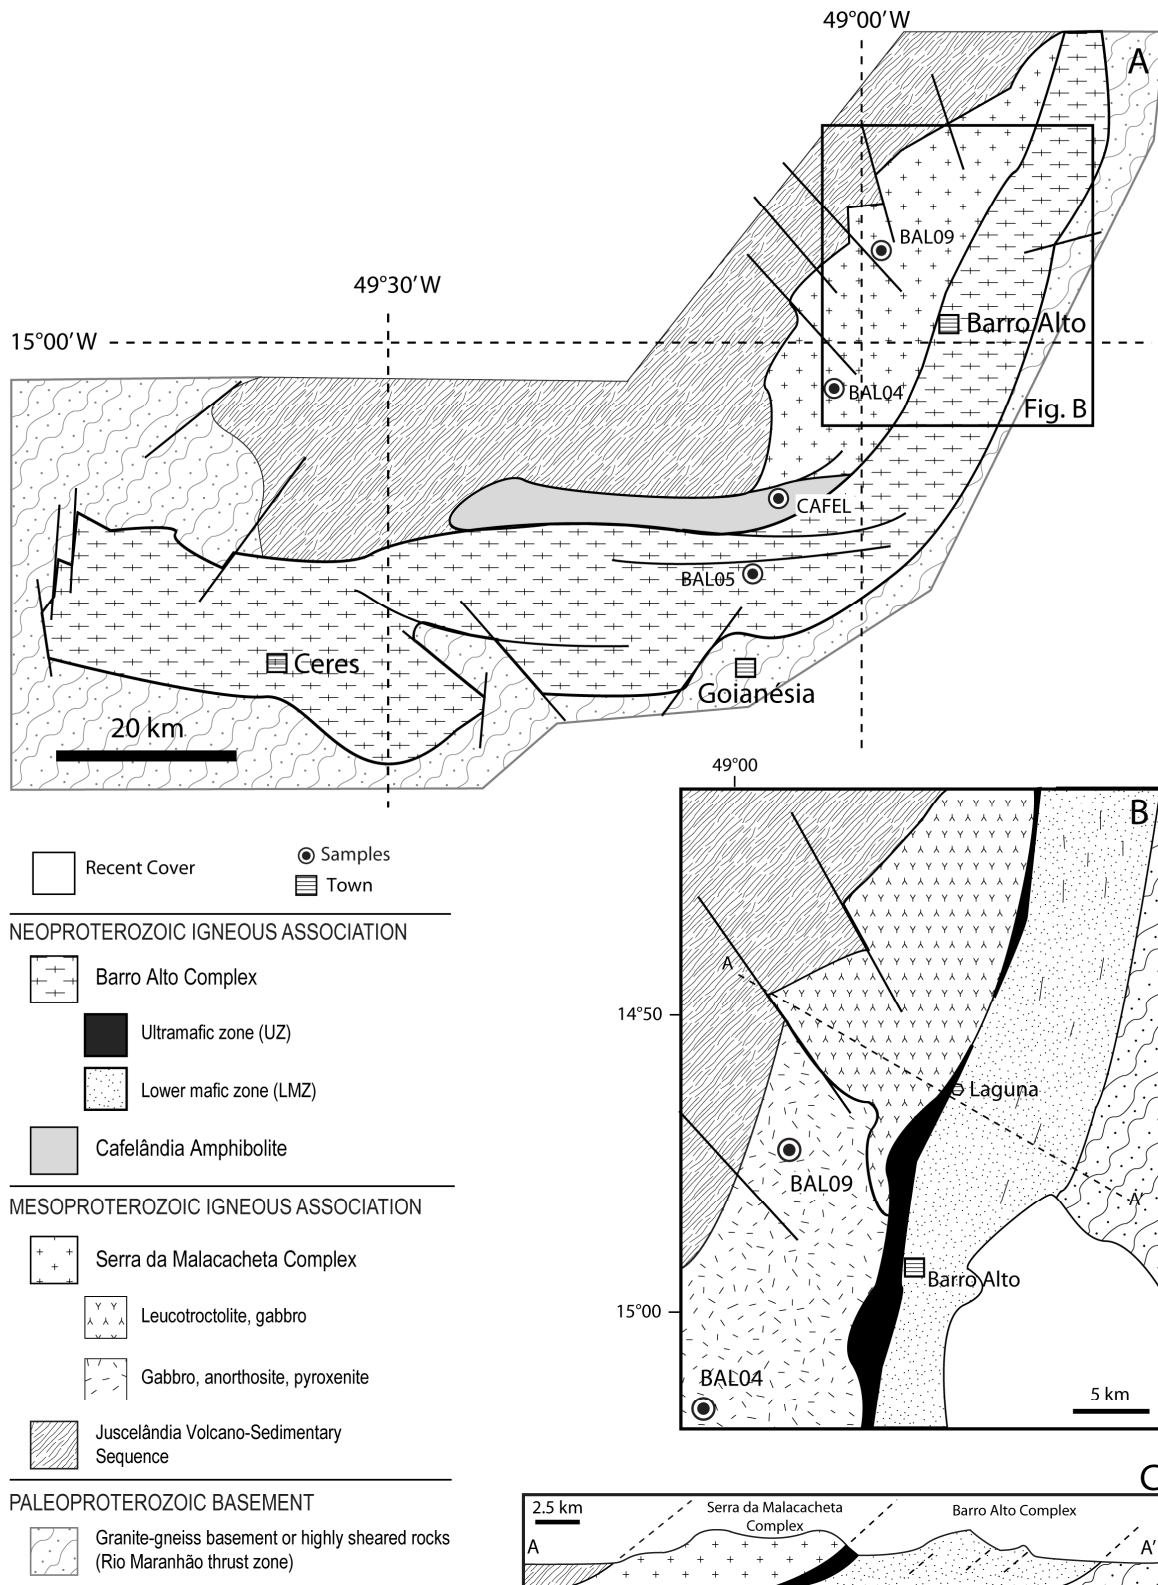 49°00' W
A
BAL09
49°30' W
15°00' W
Barro Alto
BAL04
Fig. B
CAFEL
BAL05
Ceres
Goianésia
20 km
49°00
B
A
14°50
Laguna
BAL09
A'
Barro Alto
15°00
BAL04
5 km
Recent Cover
Samples
Town
NEOPROTEROZOIC IGNEOUS ASSOCIATION
Barro Alto Complex
Ultramafic zone (UZ)
Lower mafic zone (LMZ)
Cafelândia Amphibolite
MESOPROTEROZOIC IGNEOUS ASSOCIATION
Serra da Malacacheta Complex
Leucotroctolite, gabbro
Gabbro, anorthosite, pyroxenite
Juscelândia Volcano-Sedimentary
Sequence
PALEOPROTEROZOIC BASEMENT
Granite-gneiss basement or highly sheared rocks
(Rio Maranhão thrust zone)
C
2.5 km
Serra da Malacacheta
Complex
Barro Alto Complex
A
A'